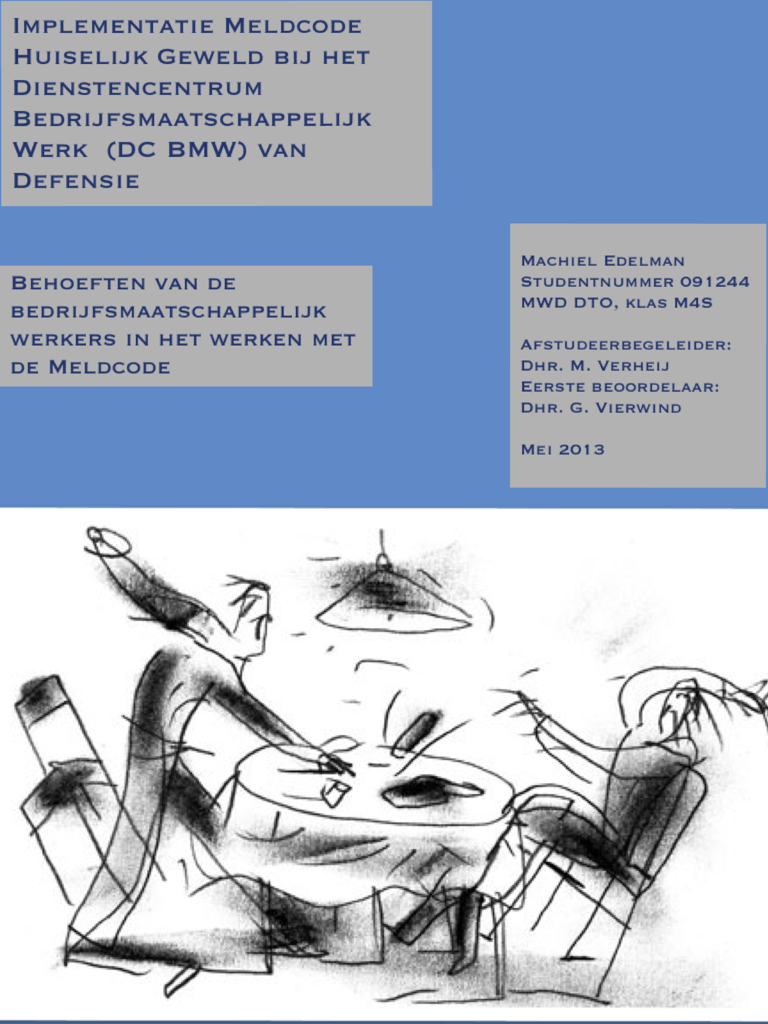 Implementatie Meldcode
Huiselijk Geweld bij het
Dienstencentrum
Bedrijfsmaatschappelijk
Werk (DC BMW) van
Defensie
Behoeften van de
bedrijfsmaatschappelijk
werkers in het werken met
de Meldcode
Machiel Edelman
Studentnummer 091244
MWD DTO, klas M4S
Afstudeerbegeleider:
Dhr. M. Verheij
Eerste beoordelaar:
Dhr. G. Vierwind
Mei 2013